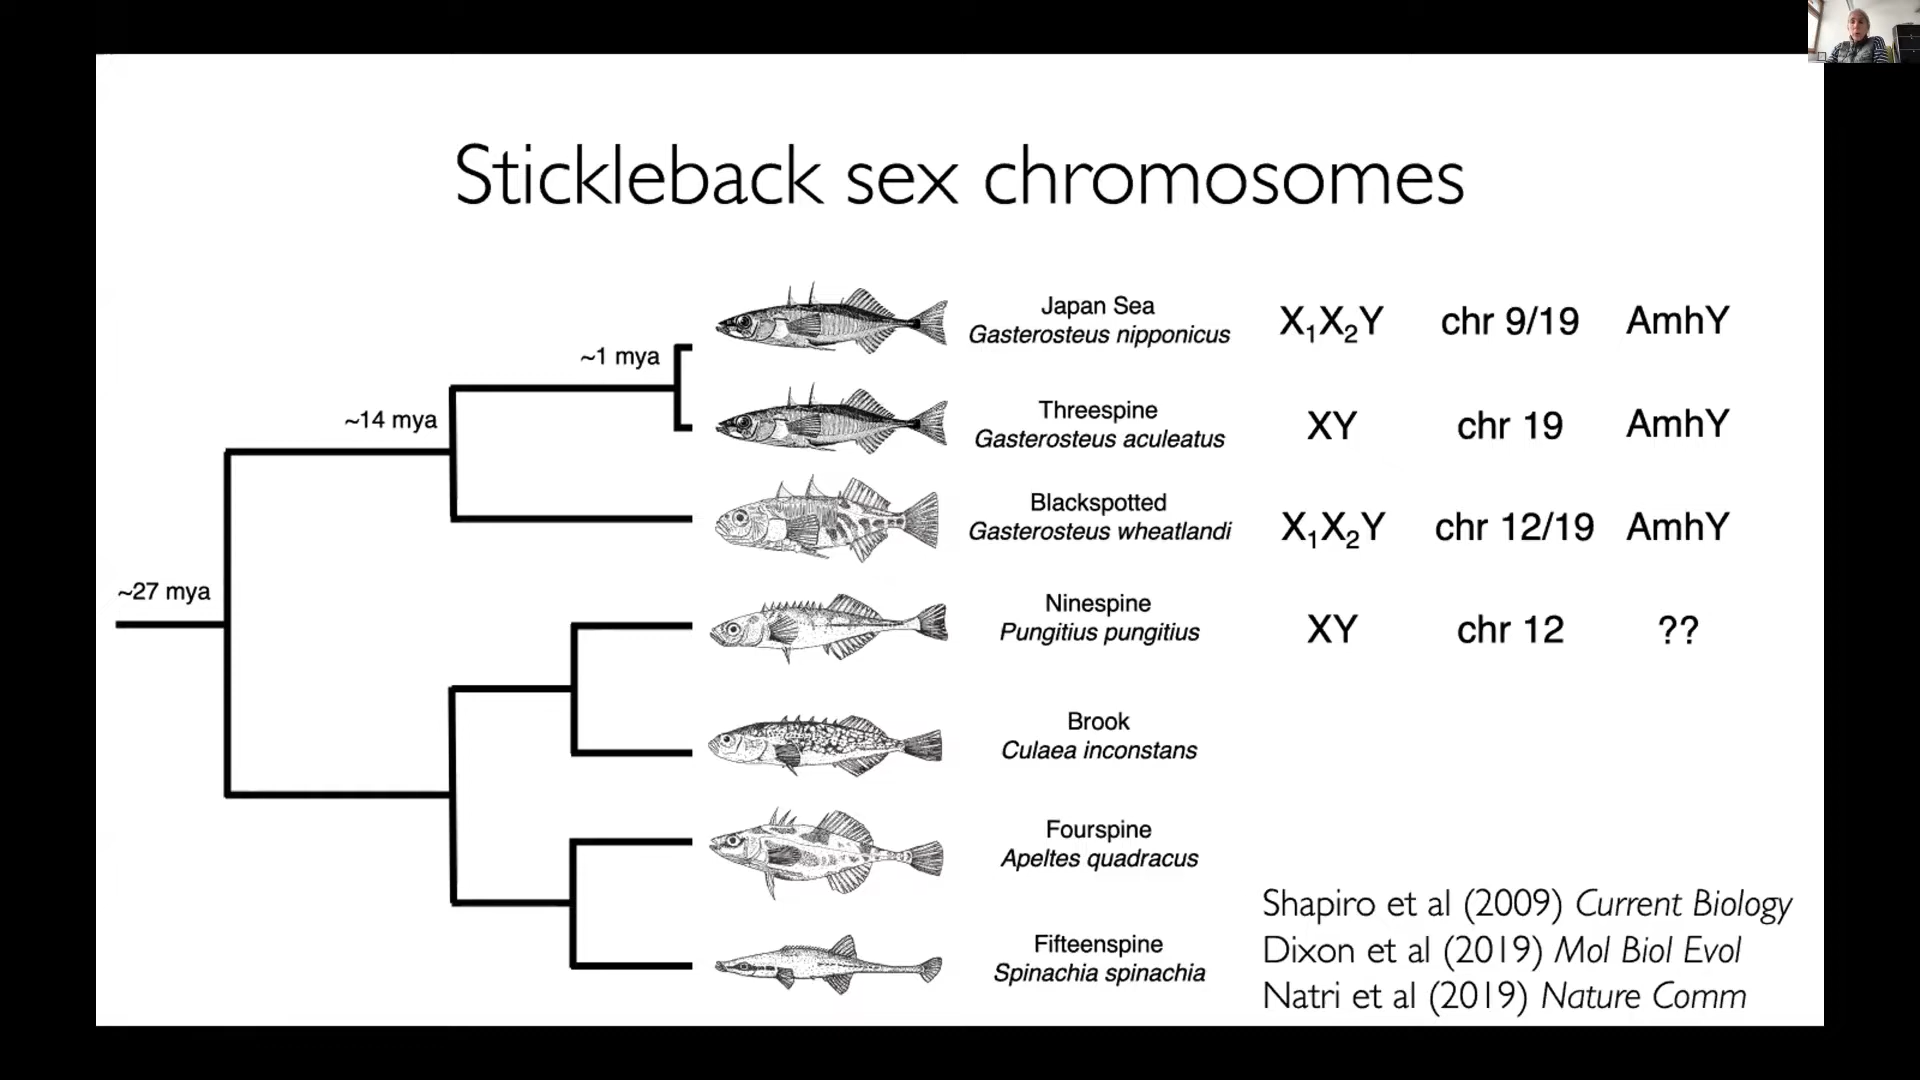 Stickleback sex chromosomes
~1 mya
~14 mya
~27 mya
Japan Sea
Gasterosteus nipponicus
X₁X₂Y
chr 9/19
AmhY
Threespine
Gasterosteus aculeatus
XY
chr 19
AmhY
Blackspotted
Gasterosteus wheatlandi
X₁X₂Y
chr 12/19
AmhY
Ninespine
Pungitius pungitius
XY
chr 12
??
Brook
Culaea inconstans
Fourspine
Apeltes quadracus
Fifteenspine
Spinachia spinachia
Shapiro et al (2009) Current Biology
Dixon et al (2019) Mol Biol Evol
Natri et al (2019) Nature Comm